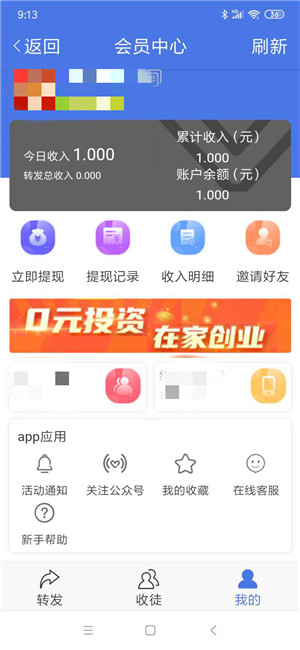 9:13
36
返回
会员中心
刷新
累计收入(元)
今日收入 1.000
1.000
转发总收入 0.000
账户余额(元)
1.000
立即提现
提现记录
收入明细
邀请好友
0元投资 在家创业
app应用
活动通知
关注公众号
我的收藏
在线客服
新手帮助
转发
收徒
我的